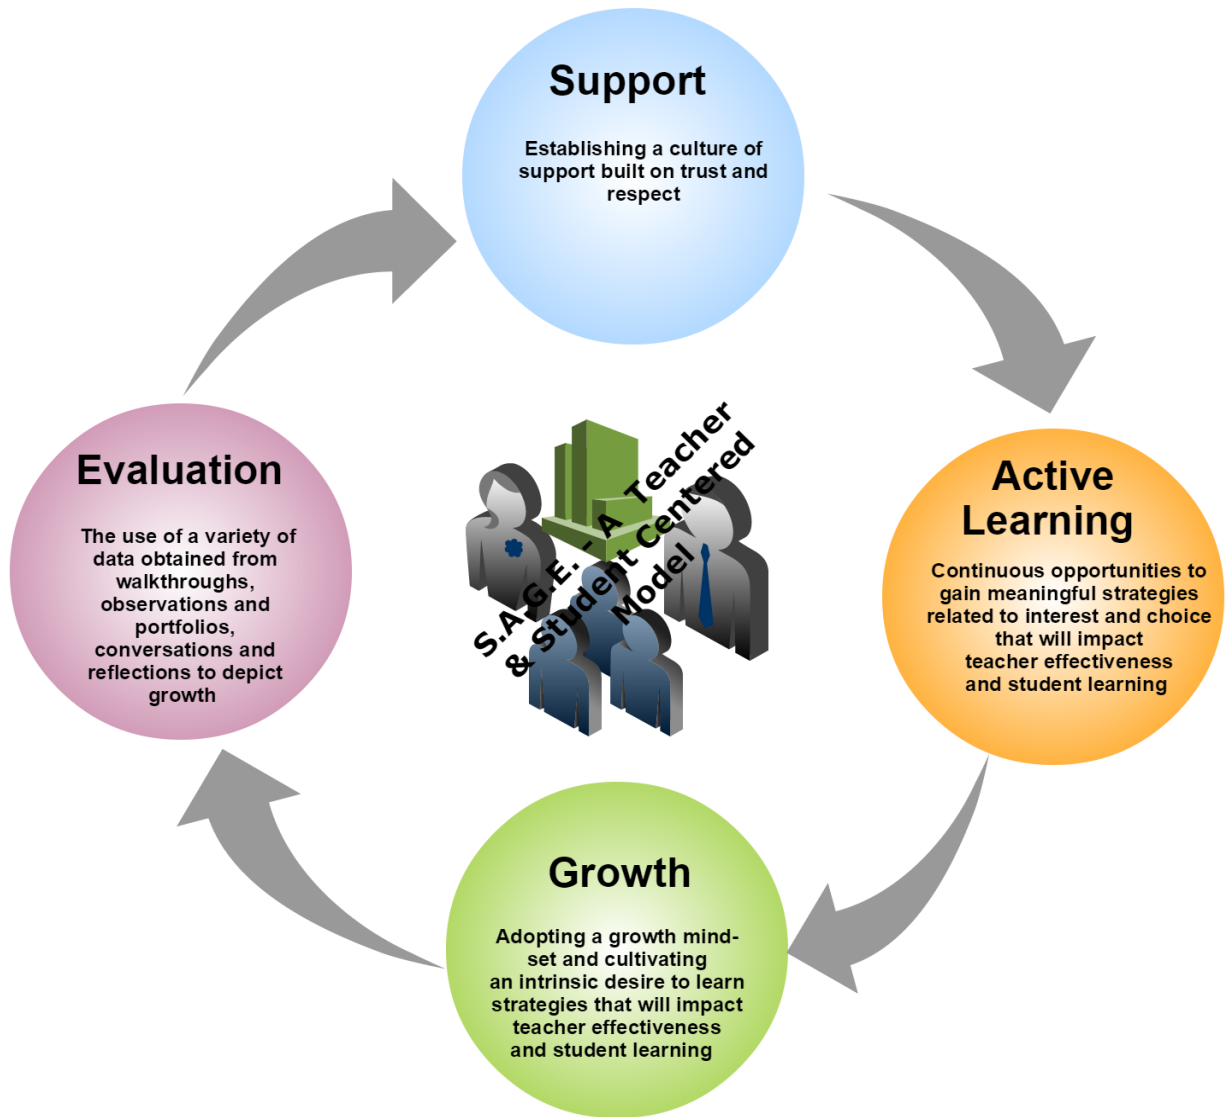 Support
Establishing a culture of
support built on trust and
respect
Active
Learning
Continuous opportunities to
gain meaningful strategies
related to interest and choice
that will impact
teacher effectiveness
and student learning
Growth
Adopting a growth mind-
set and cultivating
an intrinsic desire to learn
strategies that will impact
teacher effectiveness
and student learning
Evaluation
The use of a variety of
data obtained from
walkthroughs,
observations and
portfolios,
conversations and
reflections to depict
growth
S.A.G.E. - A Teacher
& Student Centered
Model